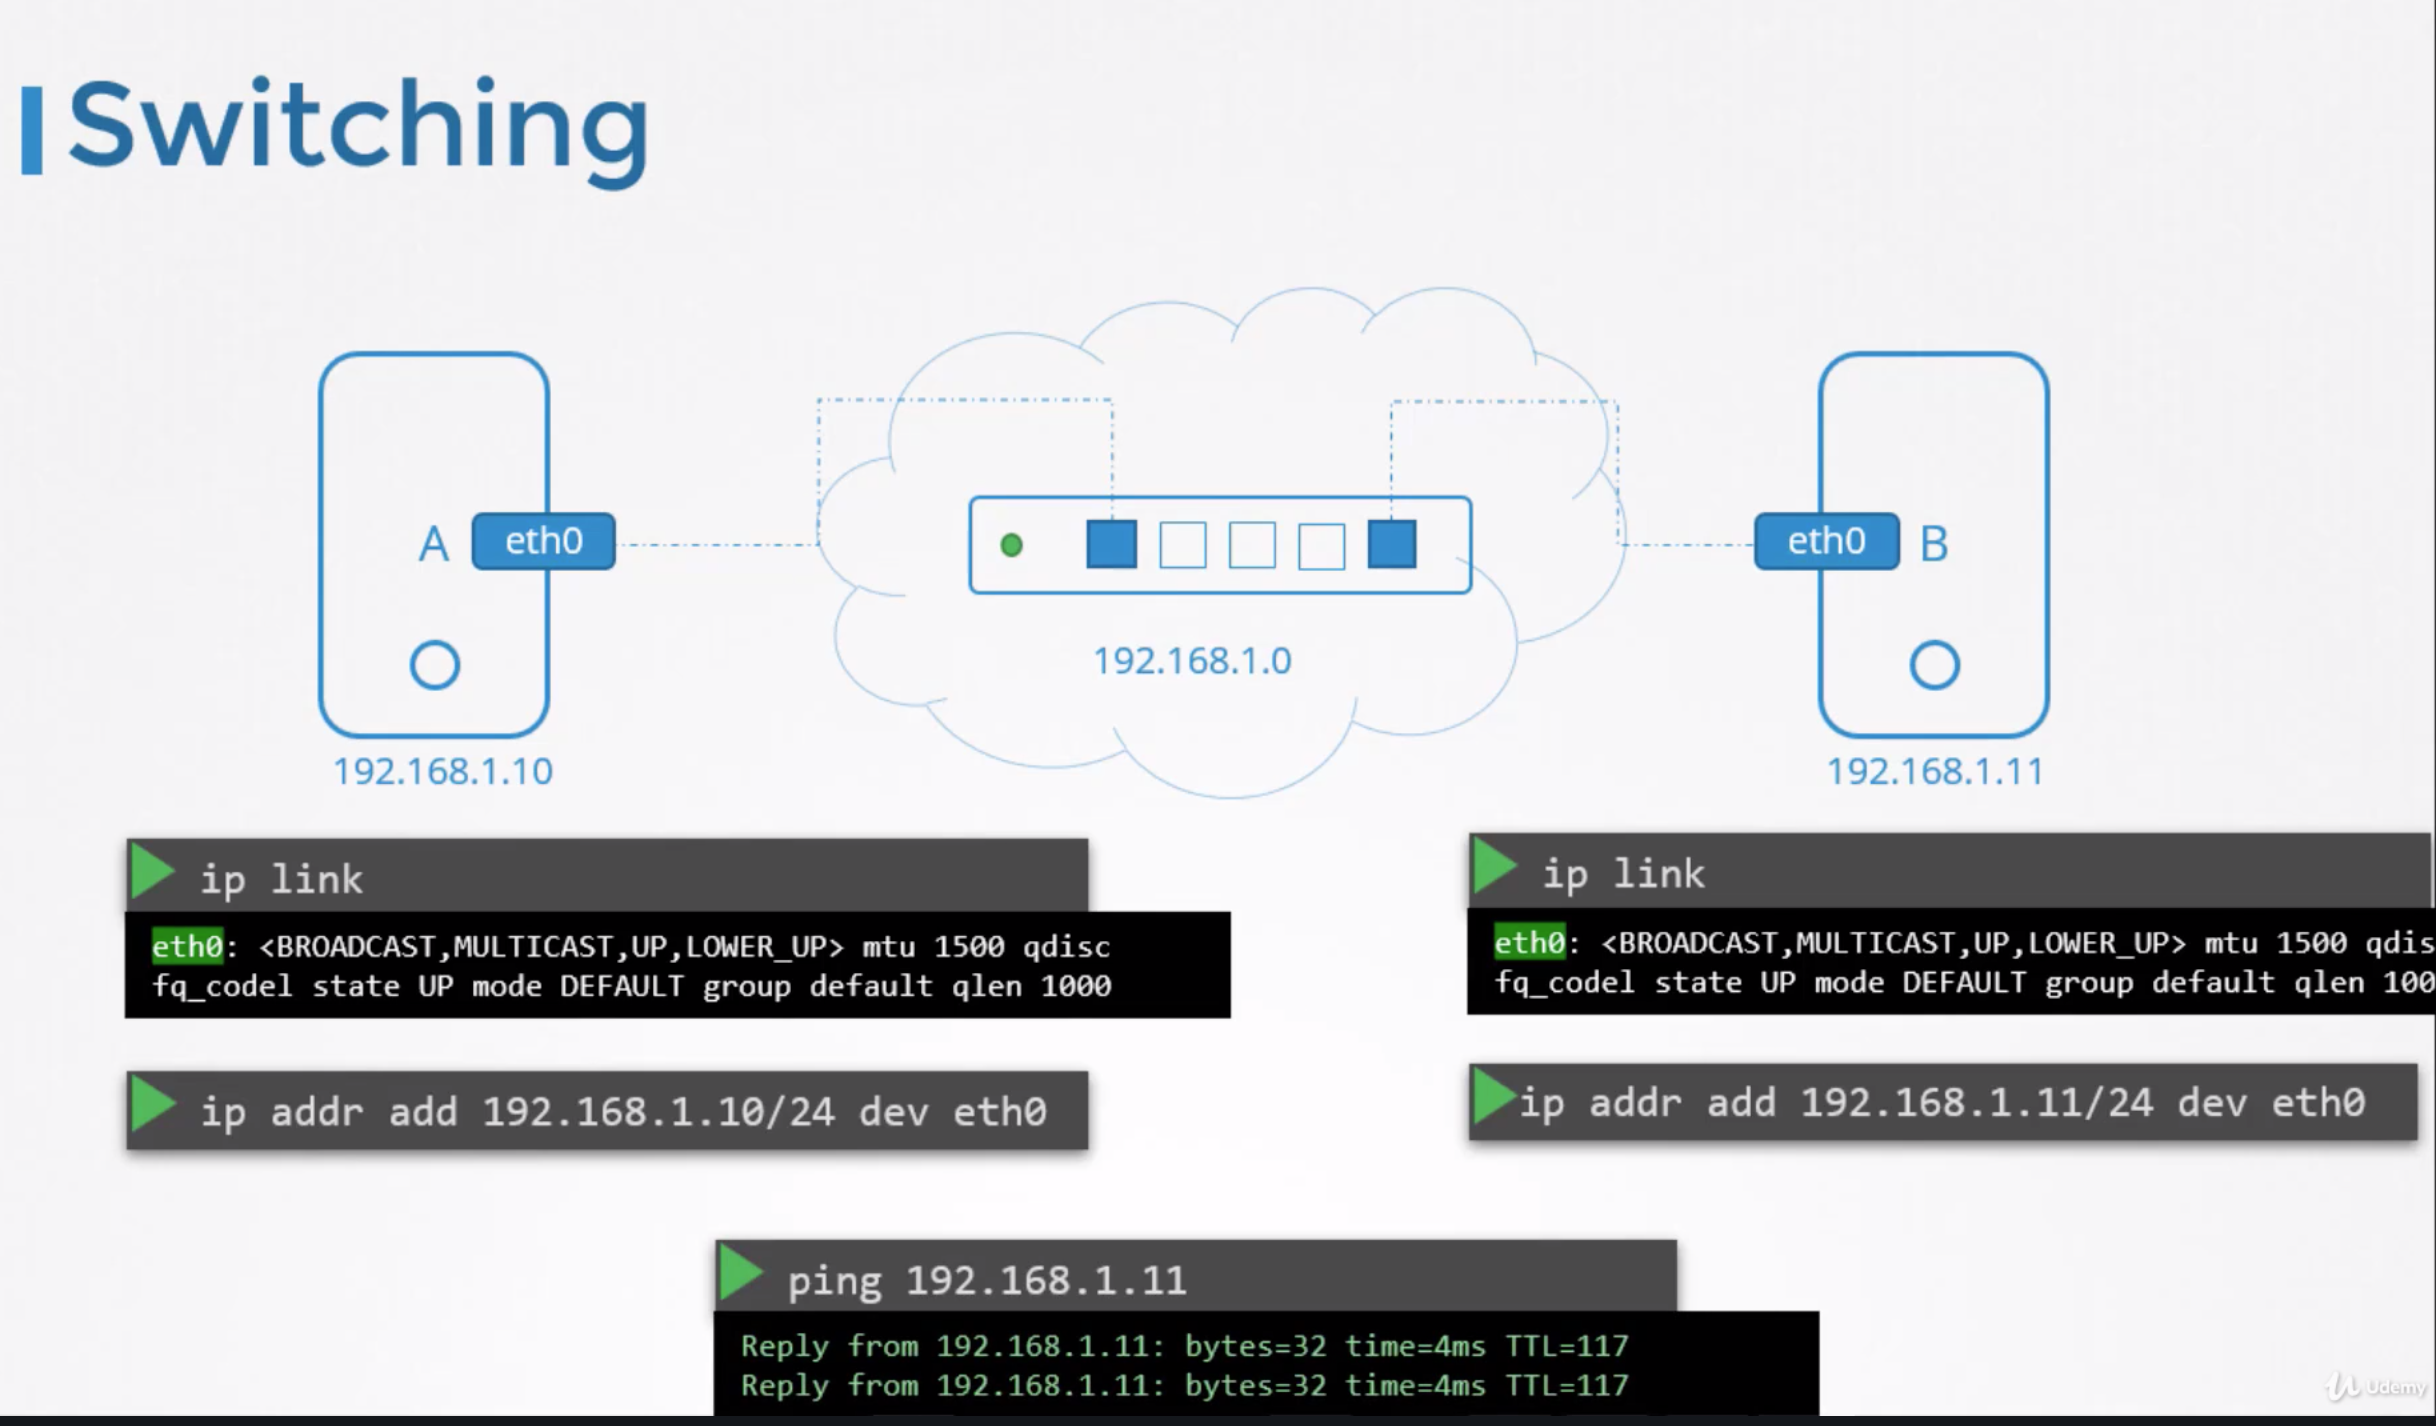 Switching
A
eth0
eth0
B
192.168.1.0
192.168.1.10
192.168.1.11
ip link
eth0: <BROADCAST,MULTICAST,UP,LOWER_UP> mtu 1500 qdisc
fq_codel state UP mode DEFAULT group default qlen 1000
ip link
eth0: <BROADCAST,MULTICAST,UP,LOWER_UP> mtu 1500 qdis
fq_codel state UP mode DEFAULT group default qlen 100
ip addr add 192.168.1.10/24 dev eth0
ip addr add 192.168.1.11/24 dev eth0
ping 192.168.1.11
Reply from 192.168.1.11: bytes=32 time=4ms TTL=117
Reply from 192.168.1.11: bytes=32 time=4ms TTL=117
Udemy